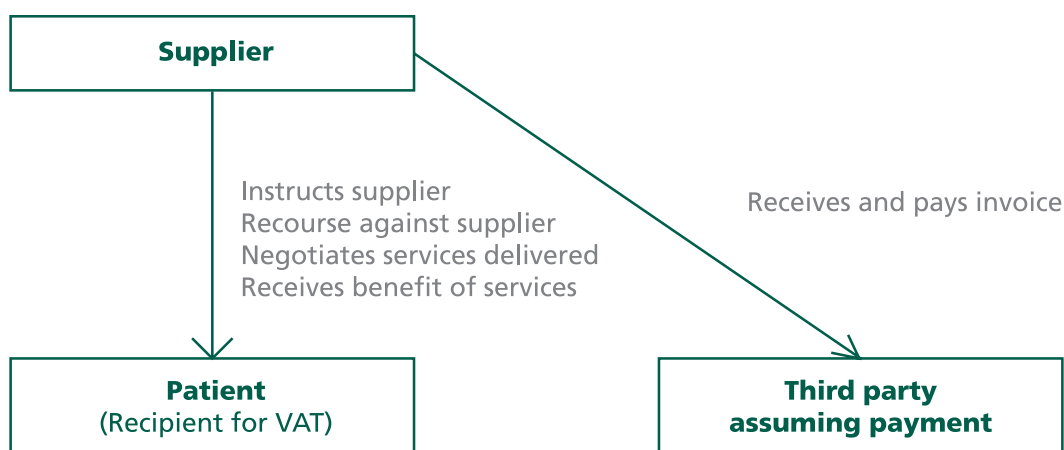 Supplier
Instructs supplier
Recourse against supplier
Negotiates services delivered
Receives benefit of services
Receives and pays invoice
Patient
(Recipient for VAT)
Third party
assuming payment